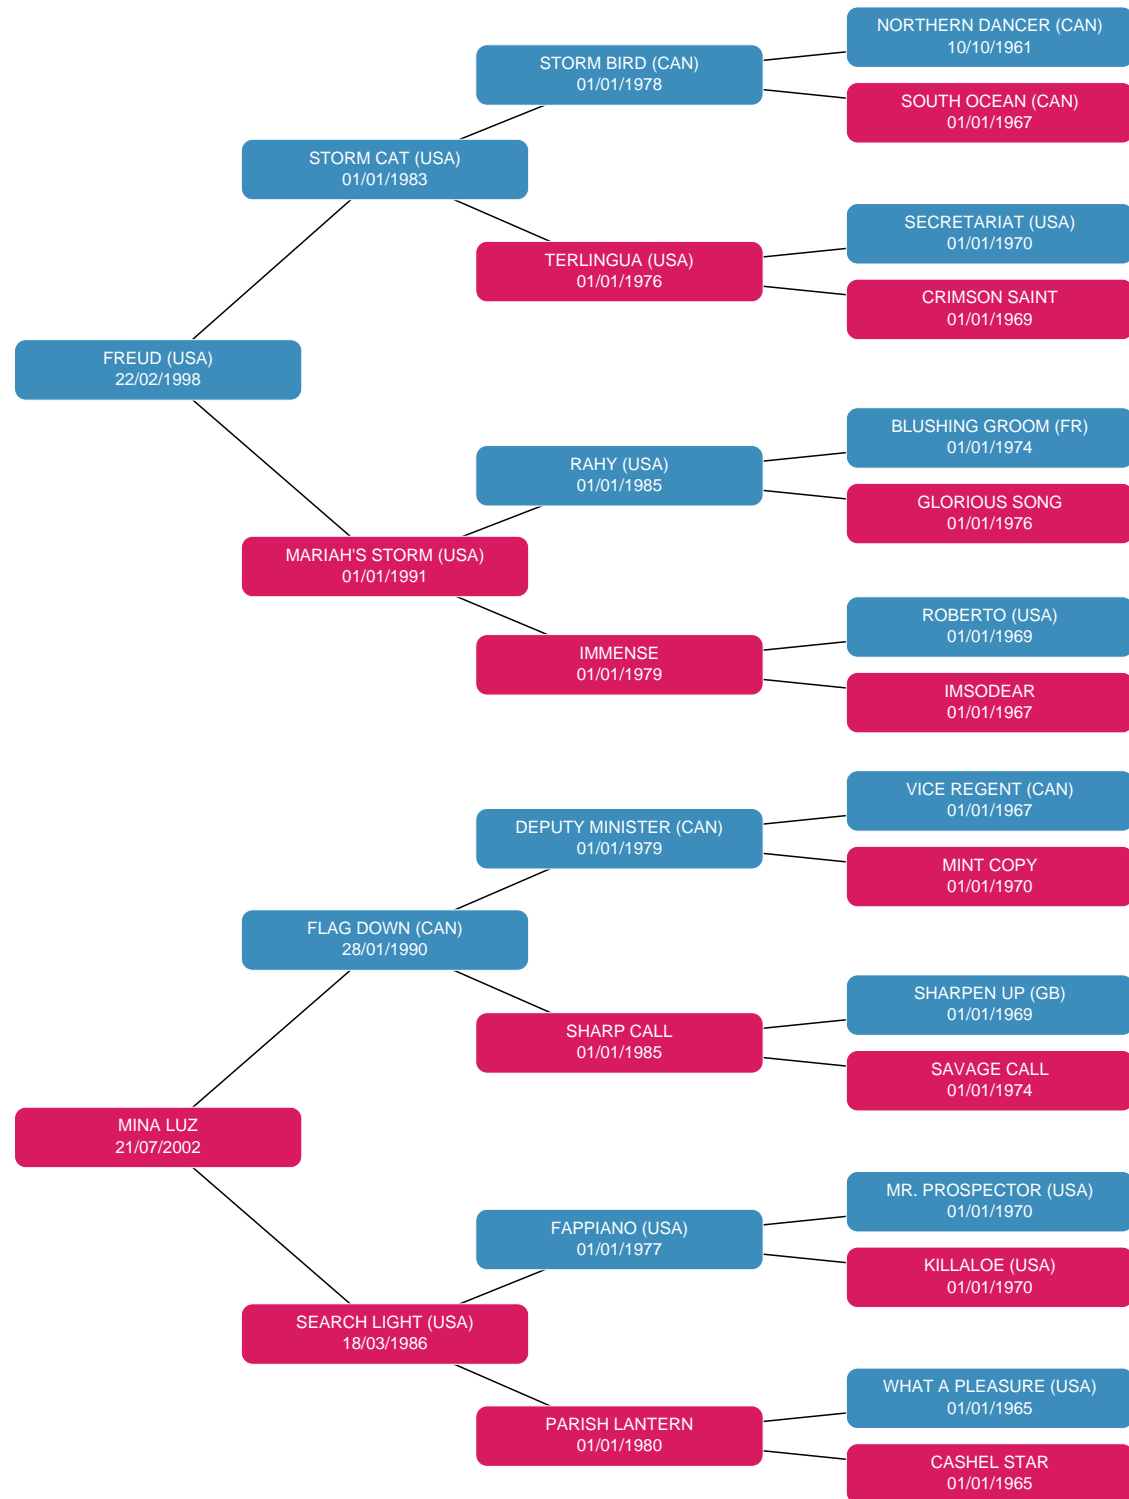 NORTHERN DANCER (CAN)
10/10/1961
STORM BIRD (CAN)
01/01/1978
SOUTH OCEAN (CAN)
01/01/1967
STORM CAT (USA)
01/01/1983
SECRETARIAT (USA)
01/01/1970
TERLINGUA (USA)
01/01/1976
CRIMSON SAINT
01/01/1969
FREUD (USA)
22/02/1998
BLUSHING GROOM (FR)
01/01/1974
RAHY (USA)
01/01/1985
GLORIOUS SONG
01/01/1976
MARIAH'S STORM (USA)
01/01/1991
ROBERTO (USA)
01/01/1969
IMMENSE
01/01/1979
IMSODEAR
01/01/1967
VICE REGENT (CAN)
01/01/1967
DEPUTY MINISTER (CAN)
01/01/1979
MINT COPY
01/01/1970
FLAG DOWN (CAN)
28/01/1990
SHARPEN UP (GB)
01/01/1969
SHARP CALL
01/01/1985
SAVAGE CALL
01/01/1974
MINA LUZ
21/07/2002
MR. PROSPECTOR (USA)
01/01/1970
FAPPIANO (USA)
01/01/1977
KILLALOE (USA)
01/01/1970
SEARCH LIGHT (USA)
18/03/1986
WHAT A PLEASURE (USA)
01/01/1965
PARISH LANTERN
01/01/1980
CASHEL STAR
01/01/1965